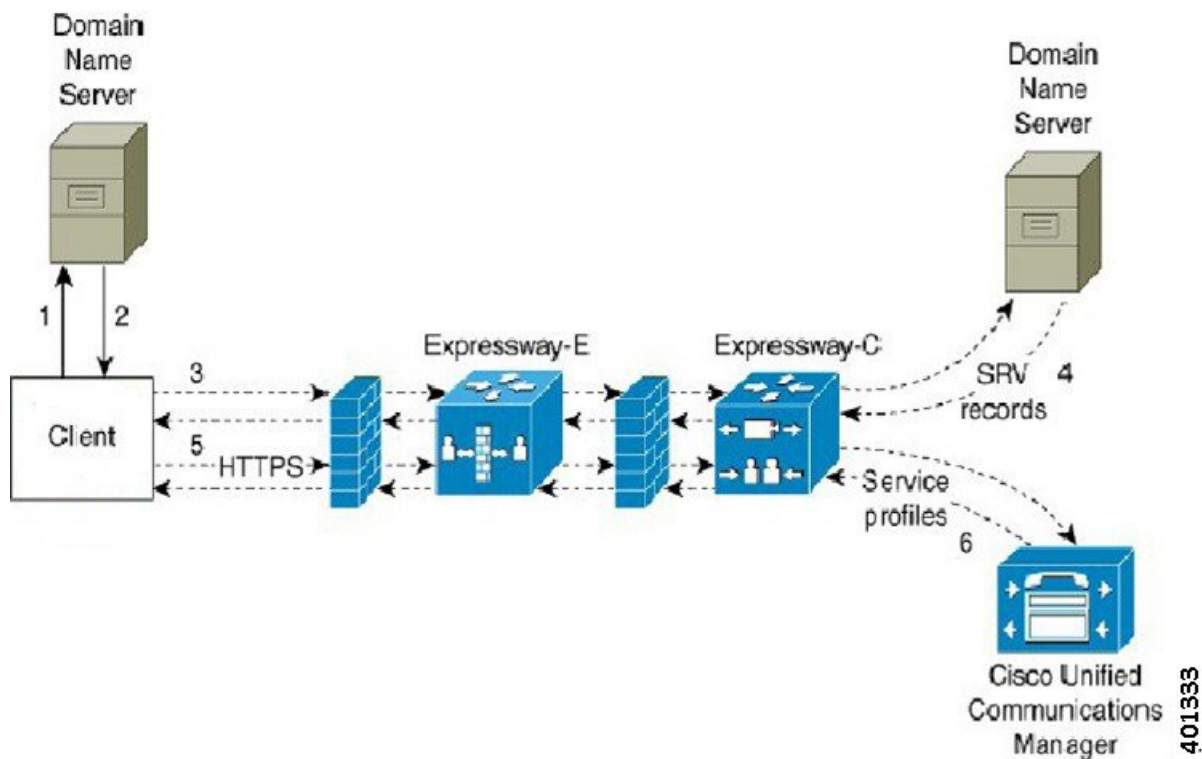 Domain
Name
Server
Domain
Name
Server
1
2
Expressway-E
Expressway-C
3
SRV
records
4
Client
5
HTTPS
Service
profiles
6
Cisco Unified
Communications
Manager
401333